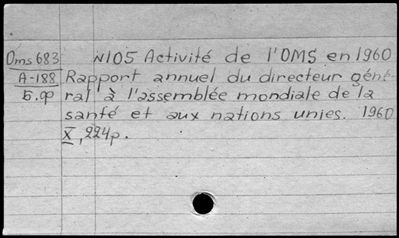 Oms 683 N105 Activité de l'OMS en 1960
A-188 Rapport annuel du directeur géné-
Б.ф ral à l'assemblée mondiale de la
santé et aux nations unies. 1960
X, 224p.